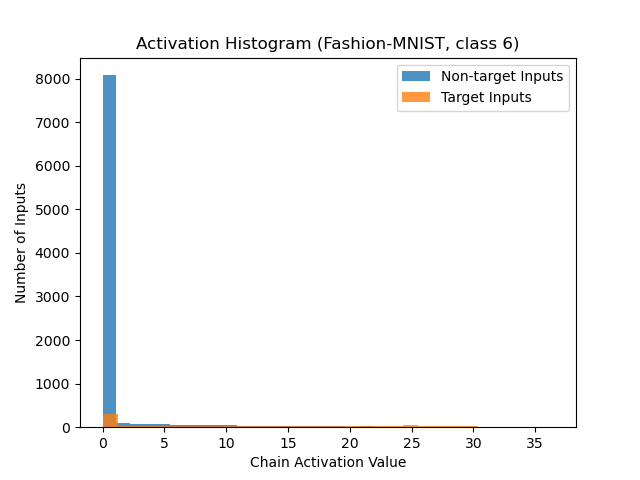 Activation Histogram (Fashion-MNIST, class 6)
Non-target Inputs
Target Inputs
Number of Inputs
8000
7000
6000
5000
4000
3000
2000
1000
0
0 5 10 15 20 25 30 35
Chain Activation Value